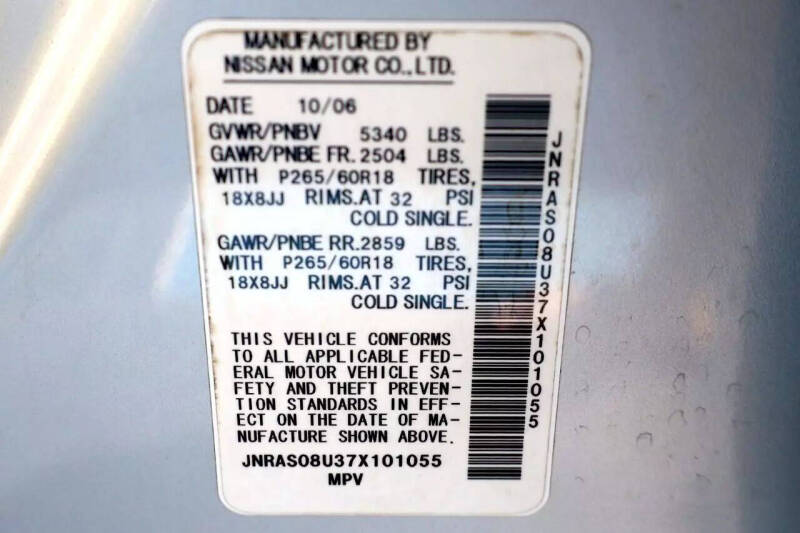 MANUFACTURED BY
NISSAN MOTOR CO., LTD.
DATE 10/06
GVWR/PNBV 5340 LBS.
GAWR/PNBE FR. 2504 LBS.
WITH P265/60R18 TIRES,
18X8JJ RIMS. AT 32 PSI
COLD SINGLE.
GAWR/PNBE RR. 2859 LBS.
WITH P265/60R18 TIRES,
18X8JJ RIMS. AT 32 PSI
COLD SINGLE.
THIS VEHICLE CONFORMS
TO ALL APPLICABLE FED-
ERAL MOTOR VEHICLE SA-
FETY AND THEFT PREVEN-
TION STANDARDS IN EFF-
ECT ON THE DATE OF MA-
NUFACTURE SHOWN ABOVE.
JNRAS08U37X101055
MPV
JNRAS08U37X101055